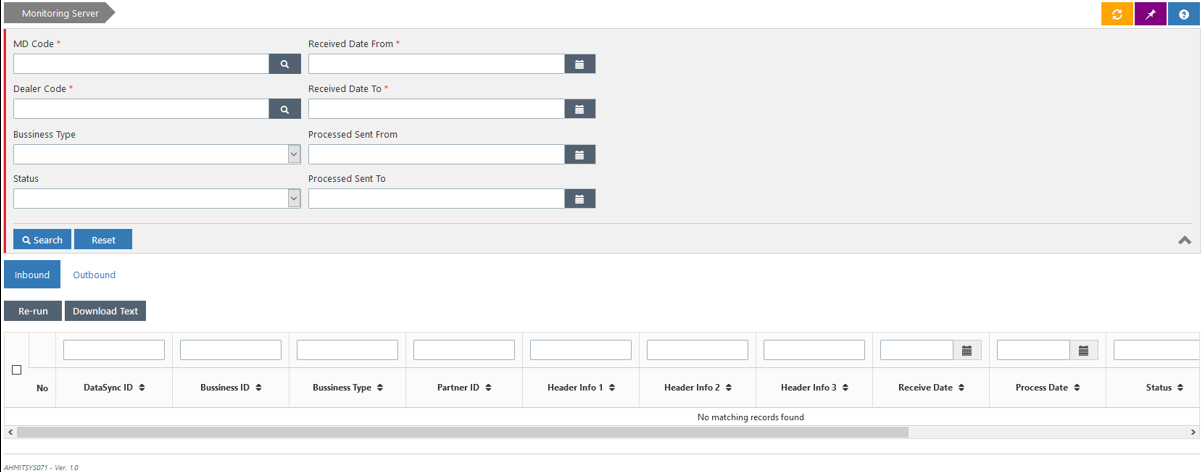 Monitoring Server
MD Code * Received Date From *
Dealer Code * Received Date To *
Bussiness Type Processed Sent From
Status Processed Sent To
Search Reset
Inbound Outbound
Re-run Download Text
No DataSync ID Bussiness ID Bussiness Type Partner ID Header Info 1 Header Info 2 Header Info 3 Receive Date Process Date Status
No matching records found
AHMITSYS071 - Ver. 1.0